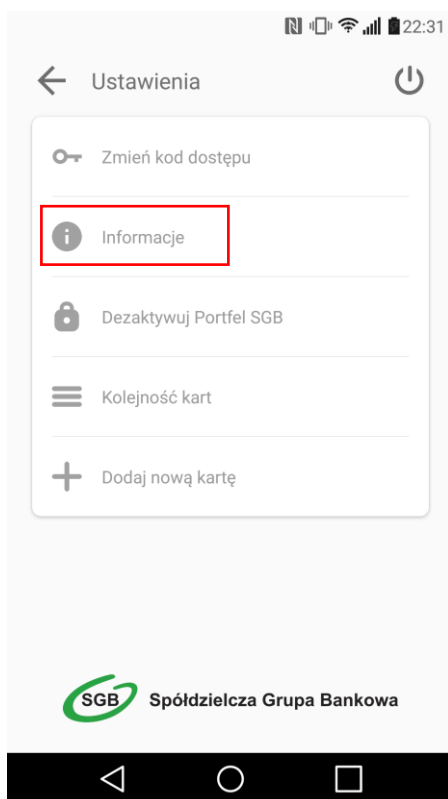 22:31
Ustawienia
Zmień kod dostępu
Informacje
Dezaktywuj Portfel SGB
Kolejność kart
Dodaj nową kartę
SGB Spółdzielcza Grupa Bankowa